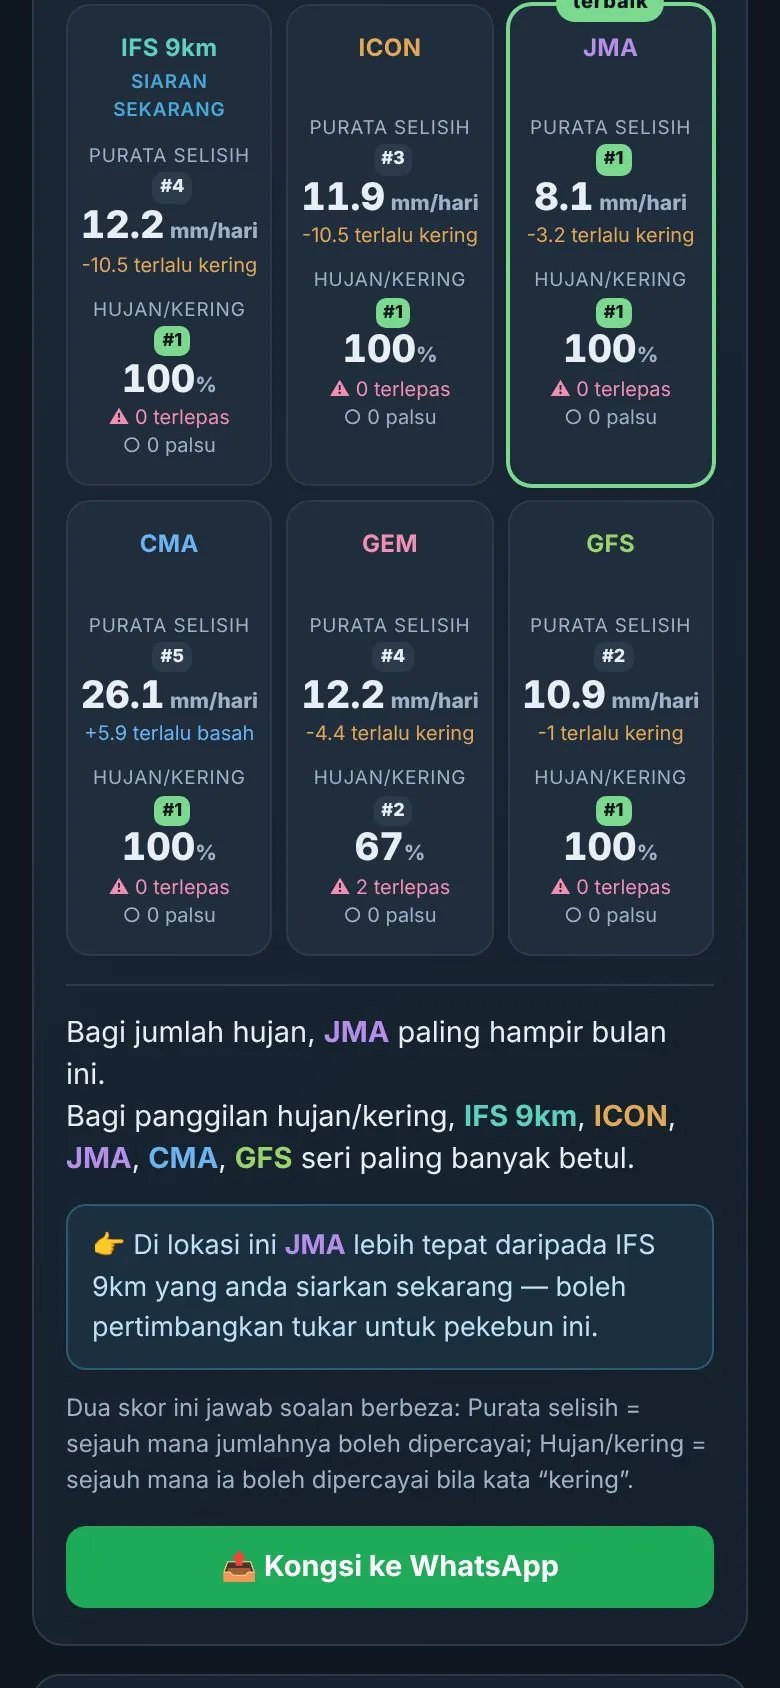 terbaik
IFS 9km
SIARAN
SEKARANG
PURATA SELISIH
#4
12.2 mm/hari
-10.5 terlalu kering
HUJAN/KERING
#1
100%
⚠ 0 terlepas
○ 0 palsu
ICON
PURATA SELISIH
#3
11.9 mm/hari
-10.5 terlalu kering
HUJAN/KERING
#1
100%
⚠ 0 terlepas
○ 0 palsu
JMA
PURATA SELISIH
#1
8.1 mm/hari
-3.2 terlalu kering
HUJAN/KERING
#1
100%
⚠ 0 terlepas
○ 0 palsu
CMA
PURATA SELISIH
#5
26.1 mm/hari
+5.9 terlalu basah
HUJAN/KERING
#1
100%
⚠ 0 terlepas
○ 0 palsu
GEM
PURATA SELISIH
#4
12.2 mm/hari
-4.4 terlalu kering
HUJAN/KERING
#2
67%
⚠ 2 terlepas
○ 0 palsu
GFS
PURATA SELISIH
#2
10.9 mm/hari
-1 terlalu kering
HUJAN/KERING
#1
100%
⚠ 0 terlepas
○ 0 palsu
Bagi jumlah hujan, JMA paling hampir bulan
ini.
Bagi panggilan hujan/kering, IFS 9km, ICON,
JMA, CMA, GFS seri paling banyak betul.
👉 Di lokasi ini JMA lebih tepat daripada IFS
9km yang anda siarkan sekarang — boleh
pertimbangkan tukar untuk pekebun ini.
Dua skor ini jawab soalan berbeza: Purata selisih =
sejauh mana jumlahnya boleh dipercayai; Hujan/kering =
sejauh mana ia boleh dipercayai bila kata “kering”.
📤 Kongsi ke WhatsApp